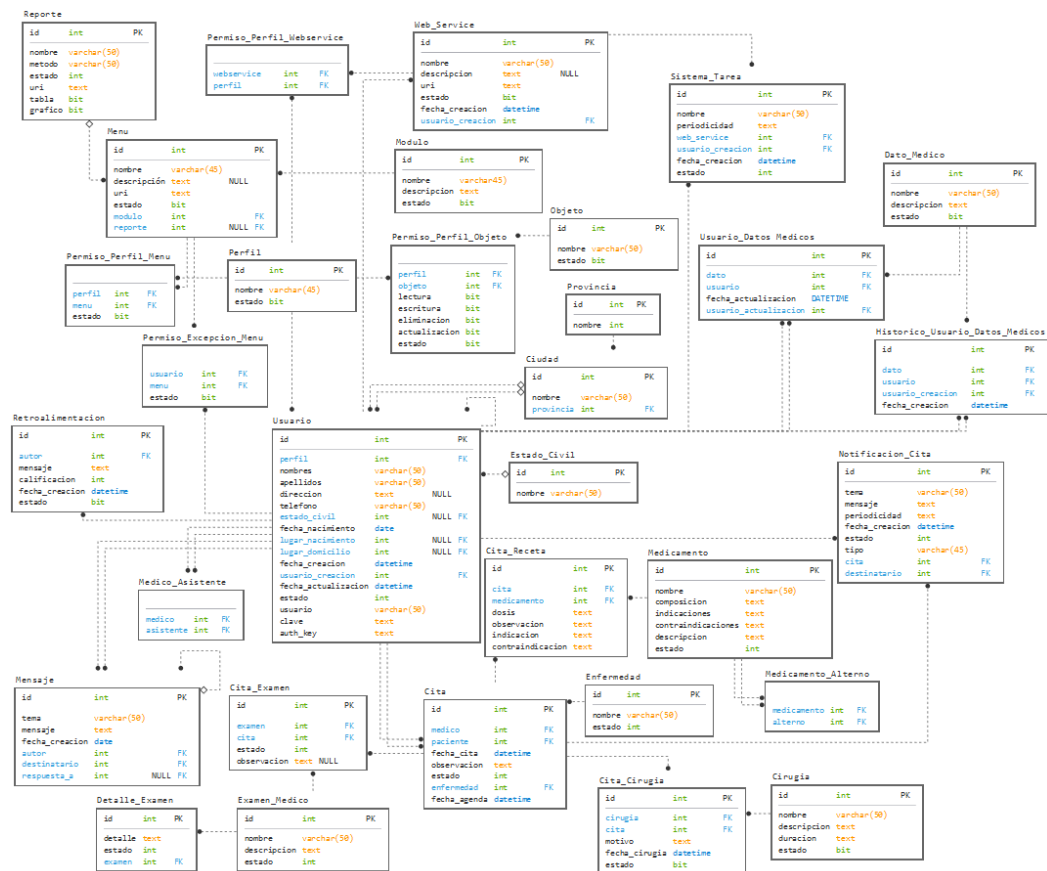 Reporte
id int PK
nombre varchar(50)
metodo varchar(50)
estado int
uri text
tabla bit
grafico bit
Permiso_Perfil_Webservice
webservice int FK
perfil int FK
Web_Service
id int PK
nombre varchar(50)
descripcion text NULL
uri text
estado bit
fecha_creacion datetime
usuario_creacion int FK
Sistema_Tarea
id int PK
nombre varchar(50)
periodicidad text
web_service int FK
usuario_creacion int FK
fecha_creacion datetime
estado int
Menu
id int PK
nombre varchar(45)
descripción text NULL
uri text
estado bit
modulo int FK
reporte int NULL FK
Modulo
id int PK
nombre varchar45)
descripcion text
estado bit
Dato_Medico
id int PK
nombre varchar(50)
descripcion text
estado bit
Objeto
id int PK
nombre varchar(50)
estado bit
Permiso_Perfil_Menu
perfil int FK
menu int FK
estado bit
Perfil
id int PK
nombre varchar(45)
estado bit
Permiso_Perfil_Objeto
perfil int FK
objeto int FK
lectura bit
escritura bit
eliminacion bit
actualizacion bit
estado bit
Usuario_Datos Medicos
dato int FK
usuario int FK
fecha_actualizacion DATETIME
usuario_actualizacion int FK
Provincia
id int PK
nombre int
Historico_Usuario_Datos_Medicos
dato int FK
usuario int FK
usuario_creacion int FK
fecha_creacion datetime
Permiso_Excepcion_Menu
usuario int FK
menu int FK
estado bit
Ciudad
id int PK
nombre varchar(50)
provincia int FK
Retroalimentacion
id int PK
autor int FK
mensaje text
calificacion int
fecha_creacion datetime
estado bit
Usuario
id int PK
perfil int FK
nombres varchar(50)
apellidos varchar(50)
direccion text NULL
telefono varchar(50)
estado_civil int NULL FK
fecha_nacimiento date
lugar_nacimiento int NULL FK
lugar_domicilio int NULL FK
fecha_creacion datetime
usuario_creacion int FK
fecha_actualizacion datetime
estado int
usuario varchar(50)
clave text
auth_key text
Estado_Civil
id int PK
nombre varchar(50)
Notificacion_Cita
id int PK
tema varchar(50)
mensaje text
periodicidad text
fecha_creacion datetime
estado int
tipo varchar(45)
cita int FK
destinatario int FK
Medico_Asistente
medico int FK
asistente int FK
Cita_Receta
id int PK
cita int FK
medicamento int FK
dosis text
observacion text
indicacion text
contraindicacion text
Medicamento
id int PK
nombre varchar(50)
composicion text
indicaciones text
contraindicaciones text
descripcion text
estado int
Mensaje
id int PK
tema varchar(50)
mensaje text
fecha_creacion date
autor int FK
destinatario int FK
respuesta_a int NULL FK
Cita_Examen
id int PK
examen int FK
cita int FK
estado int
observacion text NULL
Cita
id int PK
medico int FK
paciente int FK
fecha_cita datetime
observacion text
estado int
enfermedad int FK
fecha_agenda datetime
Enfermedad
id int PK
nombre varchar(50)
estado int
Medicamento_Alterno
medicamento int FK
alterno int FK
Detalle_Examen
id int PK
detalle text
estado int
examen int FK
Examen_Medico
id int PK
nombre varchar(50)
descripcion text
estado int
Cita_Cirugia
id int PK
cirugia int FK
cita int FK
motivo text
fecha_cirugia datetime
estado bit
Cirugia
id int PK
nombre varchar(50)
descripcion text
duracion text
estado bit